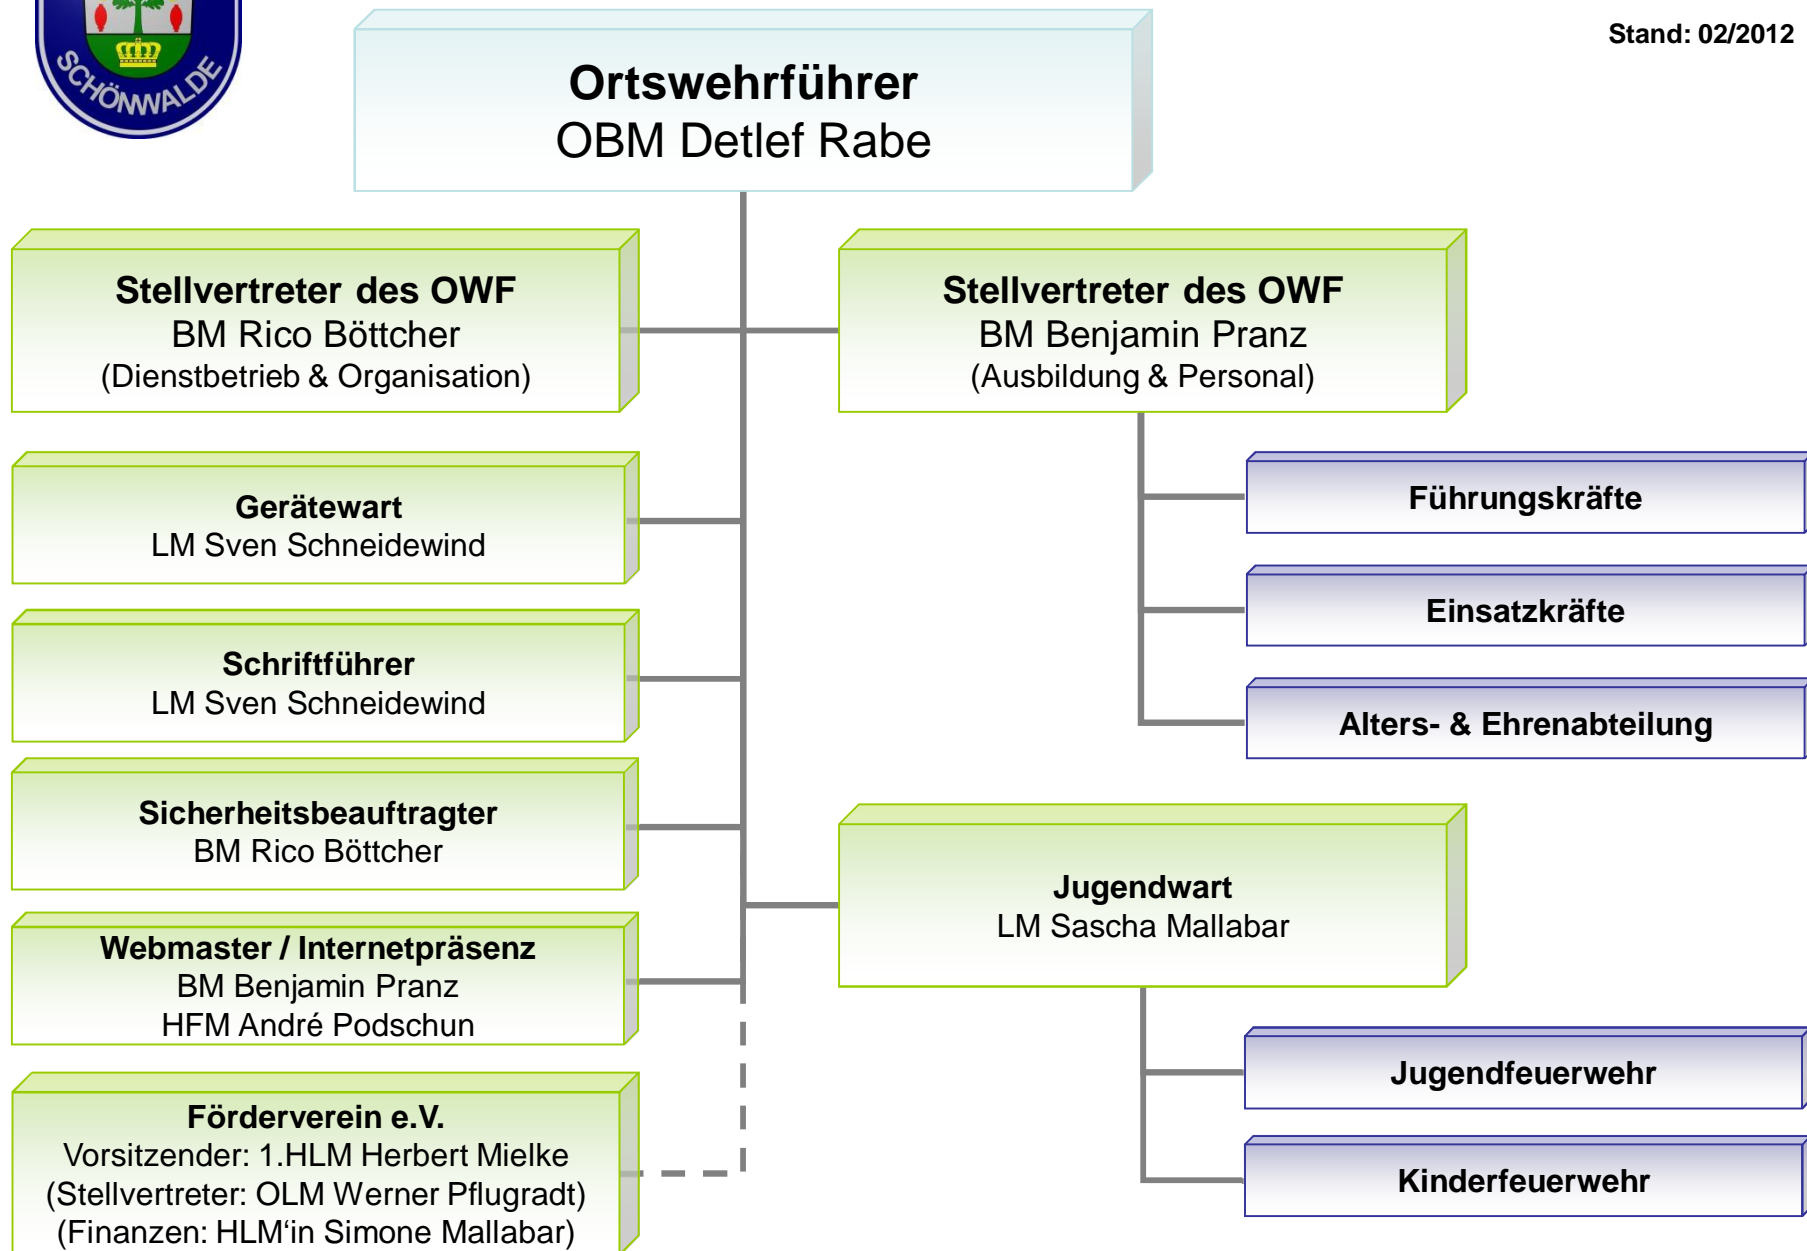 SCHÖNWALDE
Stand: 02/2012
Ortswehrführer
OBM Detlef Rabe
Stellvertreter des OWF
BM Rico Böttcher
(Dienstbetrieb & Organisation)
Stellvertreter des OWF
BM Benjamin Pranz
(Ausbildung & Personal)
Gerätewart
LM Sven Schneidewind
Führungskräfte
Einsatzkräfte
Schriftführer
LM Sven Schneidewind
Alters- & Ehrenabteilung
Sicherheitsbeauftragter
BM Rico Böttcher
Jugendwart
LM Sascha Mallabar
Webmaster / Internetpräsenz
BM Benjamin Pranz
HFM André Podschun
Jugendfeuerwehr
Kinderfeuerwehr
Förderverein e.V.
Vorsitzender: 1.HLM Herbert Mielke
(Stellvertreter: OLM Werner Pflugradt)
(Finanzen: HLM‘in Simone Mallabar)